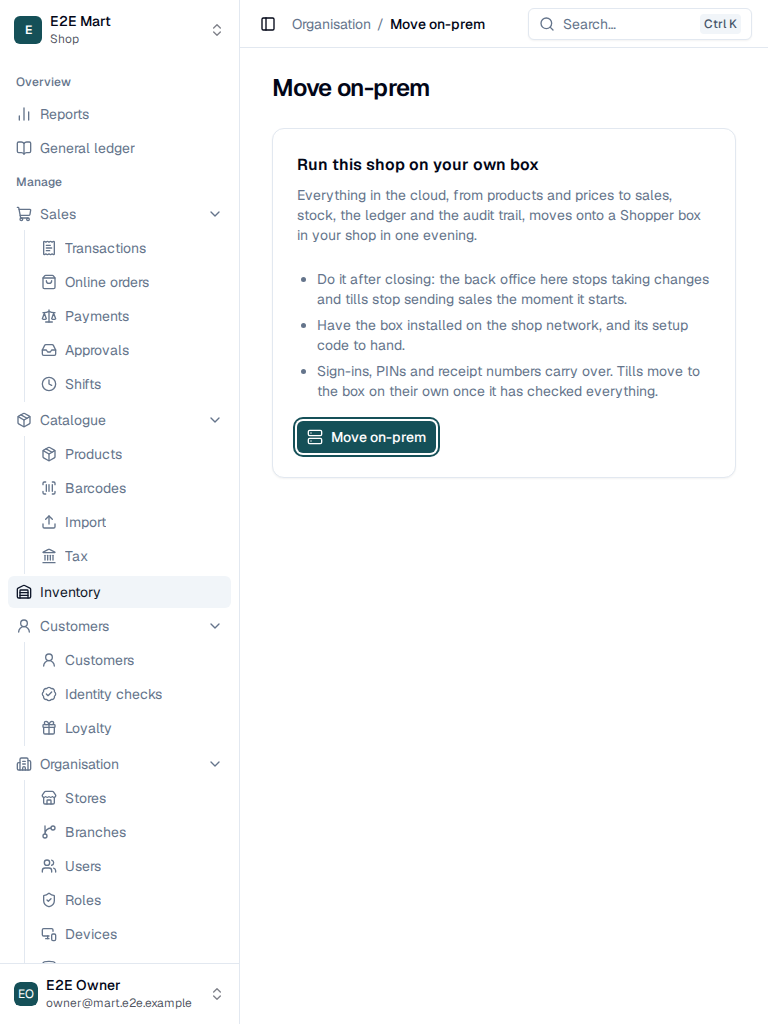 E
E2E Mart
Shop
Overview
Reports
General ledger
Manage
Sales
Transactions
Online orders
Payments
Approvals
Shifts
Catalogue
Products
Barcodes
Import
Tax
Inventory
Customers
Customers
Identity checks
Loyalty
Organisation
Stores
Branches
Users
Roles
Devices
EO
E2E Owner
owner@mart.e2e.example
Organisation / Move on-prem
Search...
Ctrl K
Move on-prem
Run this shop on your own box
Everything in the cloud, from products and prices to sales,
stock, the ledger and the audit trail, moves onto a Shopper box
in your shop in one evening.
• Do it after closing: the back office here stops taking changes
and tills stop sending sales the moment it starts.
• Have the box installed on the shop network, and its setup
code to hand.
• Sign-ins, PINs and receipt numbers carry over. Tills move to
the box on their own once it has checked everything.
Move on-prem